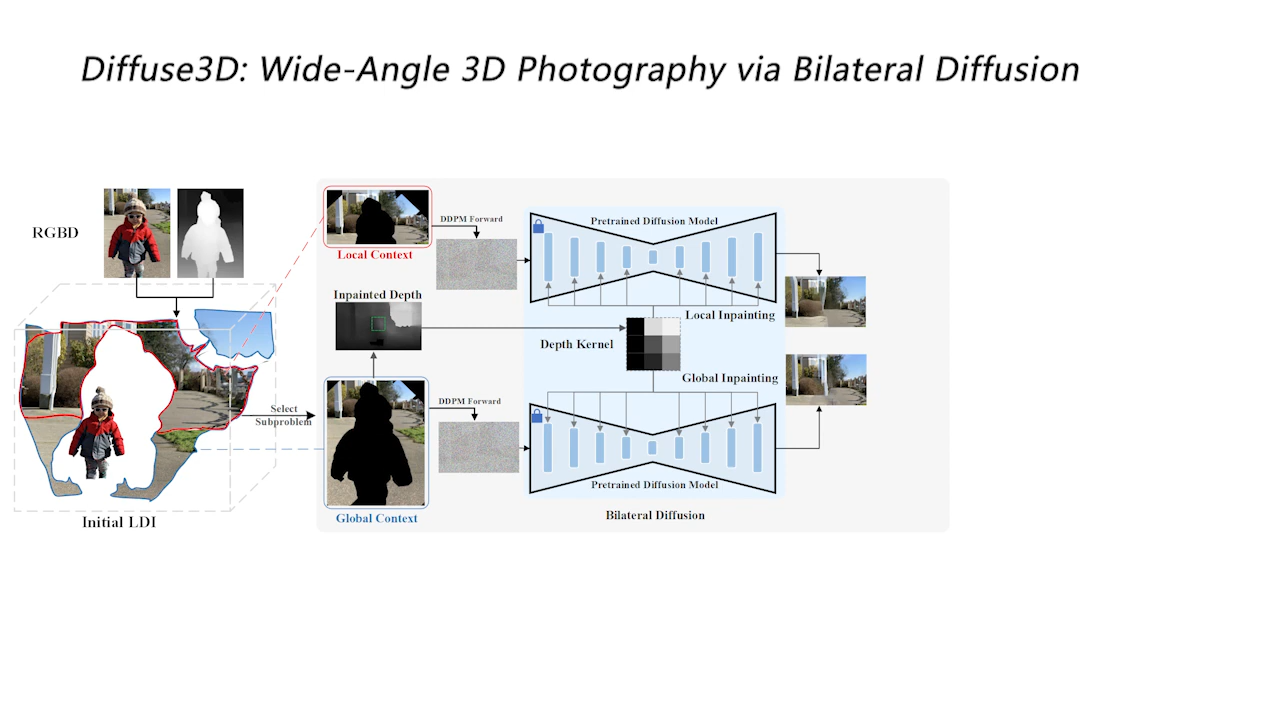 Diffuse3D: Wide-Angle 3D Photography via Bilateral Diffusion
RGBD
Initial LDI
Select
Subproblem
Local Context
Inpainted Depth
Global Context
DDPM Forward
DDPM Forward
Pretrained Diffusion Model
Local Inpainting
Depth Kernel
Global Inpainting
Pretrained Diffusion Model
Bilateral Diffusion